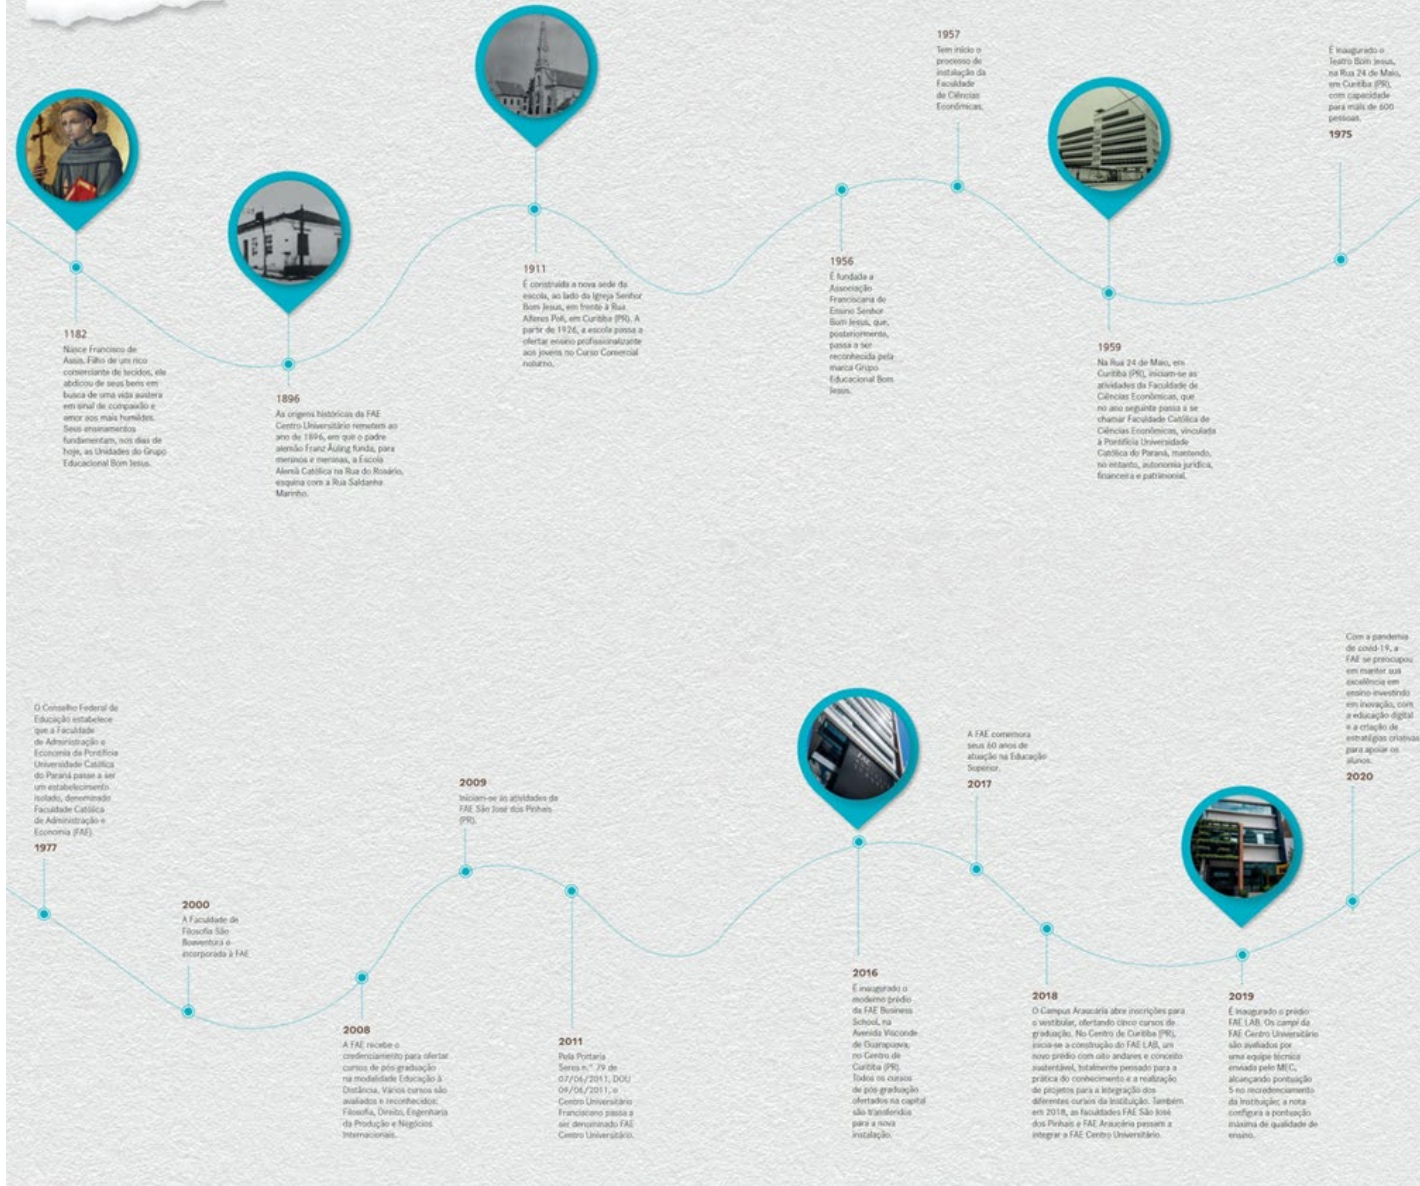 1182
Nasce Francisco de
Assis. Filho de um rico
comerciante de tecidos, ele
abdicou de seus bens em
busca de uma vida austera
em sinal de compaixão e
amor aos mais humildes.
Seus ensinamentos
fundamentam, nos dias de
hoje, as Unidades do Grupo
Educacional Bom Jesus.
1896
As origens históricas da FAE
Centro Universitário remetem ao
ano de 1896, em que o padre
alemão Franz Auling funda, para
meninos e meninas, a Escola
Alemã Católica na Rua do Rosário,
esquina com a Rua Saldanha
Marinho.
1911
É construída a nova sede da
escola, ao lado da Igreja Senhor
Bom Jesus, em frente à Rua
Alferes Poli, em Curitiba (PR). A
partir de 1926, a escola passa a
ofertar ensino profissionalizante
aos jovens no Curso Comercial
noturno.
1956
É fundada a
Associação
Franciscana de
Ensino Senhor
Bom Jesus, que,
posteriormente,
passa a ser
reconhecida pela
marca Grupo
Educacional Bom
Jesus.
1957
Tem início o
processo de
instalação da
Faculdade
de Ciências
Econômicas.
1959
Na Rua 24 de Maio, em
Curitiba (PR), iniciam-se as
atividades da Faculdade de
Ciências Econômicas, que
no ano seguinte passa a se
chamar Faculdade Católica de
Ciências Econômicas, vinculada
à Pontifícia Universidade
Católica do Paraná, mantendo,
no entanto, autonomia jurídica,
financeira e patrimonial.
É inaugurado o
Teatro Bom Jesus,
na Rua 24 de Maio,
em Curitiba (PR),
com capacidade
para mais de 600
pessoas.
1975
O Conselho Federal de
Educação estabelece
que a Faculdade
de Administração e
Economia da Pontifícia
Universidade Católica
do Paraná passe a ser
um estabelecimento
isolado, denominado
Faculdade Católica
de Administração e
Economia (FAE).
1977
2000
A Faculdade de
Filosofia São
Boaventura é
incorporada à FAE
2008
A FAE recebe o
credenciamento para ofertar
cursos de pós-graduação
na modalidade Educação à
Distância. Vários cursos são
avaliados e reconhecidos:
Filosofia, Direito, Engenharia
da Produção e Negócios
Internacionais.
2009
Iniciam-se as atividades da
FAE São José dos Pinhais
(PR).
2011
Pela Portaria
Seres n.º 79 de
07/06/2011, DOU
09/06/2011, o
Centro Universitário
Franciscano passa a
ser denominado FAE
Centro Universitário.
2016
É inaugurado o
moderno prédio
da FAE Business
School, na
Avenida Visconde
de Guarapuava,
no Centro de
Curitiba (PR).
Todos os cursos
de pós-graduação
ofertados na capital
são transferidos
para a nova
instalação.
A FAE comemora
seus 60 anos de
atuação na Educação
Superior.
2017
2018
O Campus Araucária abre inscrições para
o vestibular, ofertando cinco cursos de
graduação. No Centro de Curitiba (PR),
inicia-se a construção do FAE LAB, um
novo prédio com oito andares e conceito
sustentável, totalmente pensado para a
prática do conhecimento e a realização
de projetos para a integração dos
diferentes cursos da Instituição. Também
em 2018, as faculdades FAE São José
dos Pinhais e FAE Araucária passam a
integrar a FAE Centro Universitário.
2019
É inaugurado o prédio
FAE LAB. Os campi da
FAE Centro Universitário
são avaliados por
uma equipe técnica
enviada pelo MEC,
alcançando pontuação
5 no recredenciamento
da Instituição; a nota
configura a pontuação
máxima de qualidade de
ensino.
Com a pandemia
de covid-19, a
FAE se preocupou
em manter sua
excelência em
ensino investindo
em inovação, com
a educação digital
e a criação de
estratégias criativas
para apoiar os
alunos.
2020